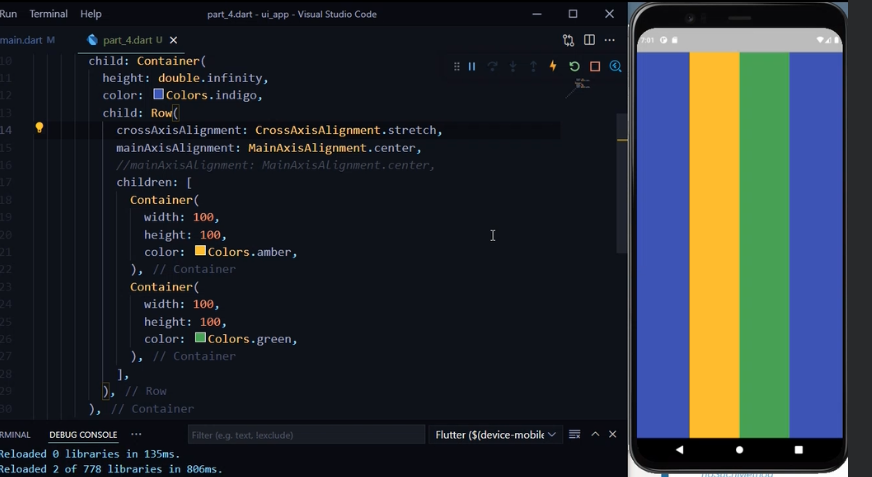 Run Terminal Help part_4.dart - ui_app - Visual Studio Code
main.dart M part_4.dart U
10 child: Container(
11 height: double.infinity,
12 color: Colors.indigo,
13 child: Row(
14 crossAxisAlignment: CrossAxisAlignment.stretch,
15 mainAxisAlignment: MainAxisAlignment.center,
16 //mainAxisAlignment: MainAxisAlignment.center,
17 children: [
18 Container(
19 width: 100,
20 height: 100,
21 color: Colors.amber,
22 ), // Container
23 Container(
24 width: 100,
25 height: 100,
26 color: Colors.green,
27 ), // Container
28 ],
29 ), // Row
30 ), // Container
RMINAL DEBUG CONSOLE ··· Filter (e.g. text, !exclude) Flutter ($(device-mobile
Reloaded 0 libraries in 135ms.
Reloaded 2 of 778 libraries in 806ms.
7:01